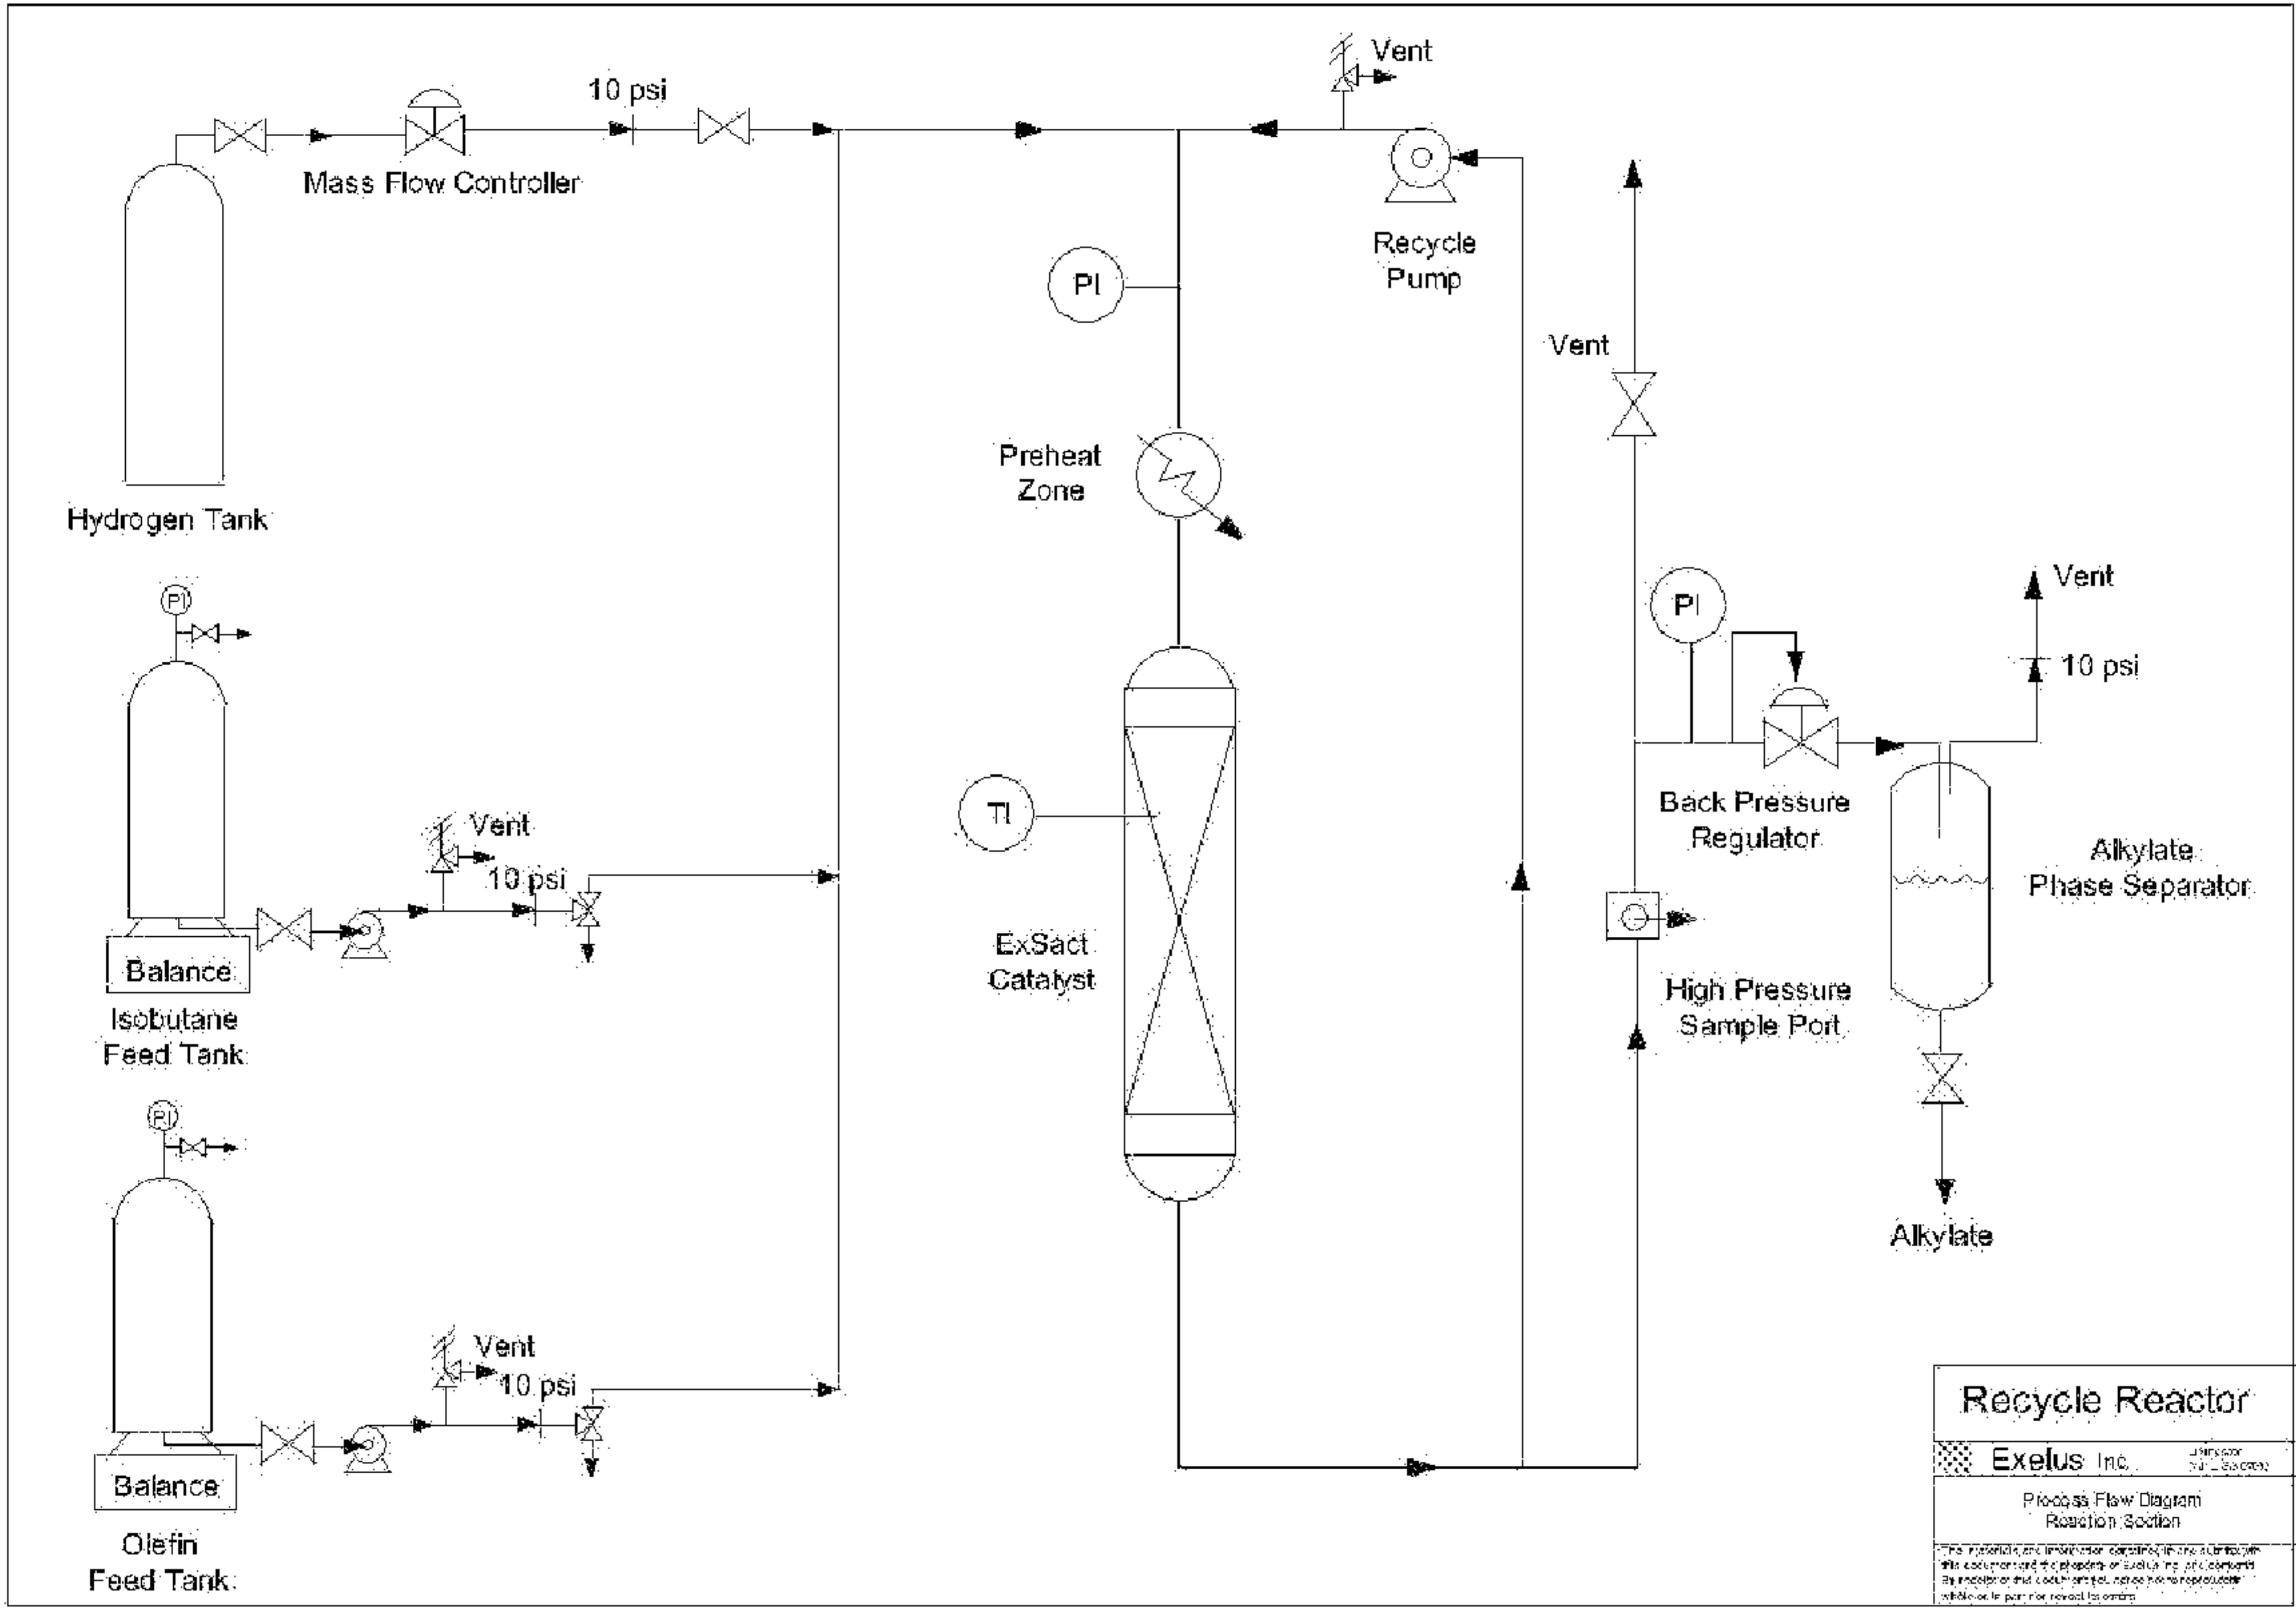 Vent
10 psi
Mass Flow Controller
Recycle
Pump
PI
Vent
Preheat
Zone
Hydrogen Tank
PI
PI
Vent
10 psi
TI
Back Pressure
Regulator
Vent
10 psi
Alkylate
Phase Separator
ExSact
Catalyst
Balance
High Pressure
Sample Port
Isobutane
Feed Tank
PI
Alkylate
Vent
10 psi
Balance
Olefin
Feed Tank
Recycle Reactor
Exelus Inc.
Process Flow Diagram
Reaction Section